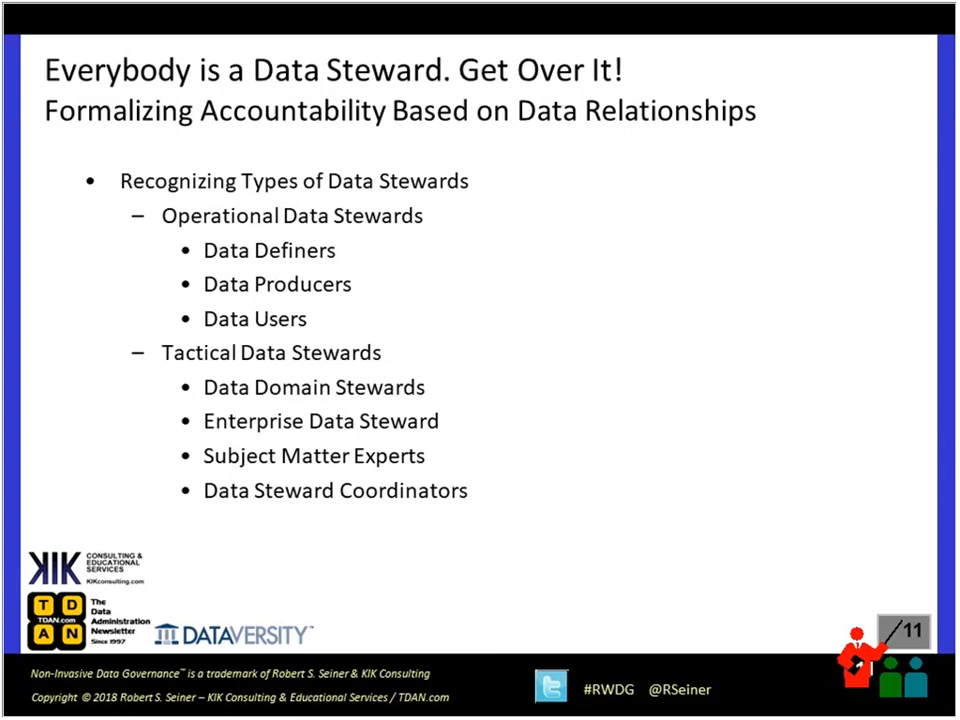 Everybody is a Data Steward. Get Over It!
Formalizing Accountability Based on Data Relationships
• Recognizing Types of Data Stewards
– Operational Data Stewards
• Data Definers
• Data Producers
• Data Users
– Tactical Data Stewards
• Data Domain Stewards
• Enterprise Data Steward
• Subject Matter Experts
• Data Steward Coordinators
KIK
CONSULTING &
EDUCATIONAL
SERVICES
KIKconsulting.com
T D
TDAN.com
A N
The
Data
Administration
Newsletter
Since 1997
DATAVERSITY™
/11
Non-Invasive Data Governance™ is a trademark of Robert S. Seiner & KIK Consulting
Copyright © 2018 Robert S. Seiner – KIK Consulting & Educational Services / TDAN.com
#RWDG @RSeiner